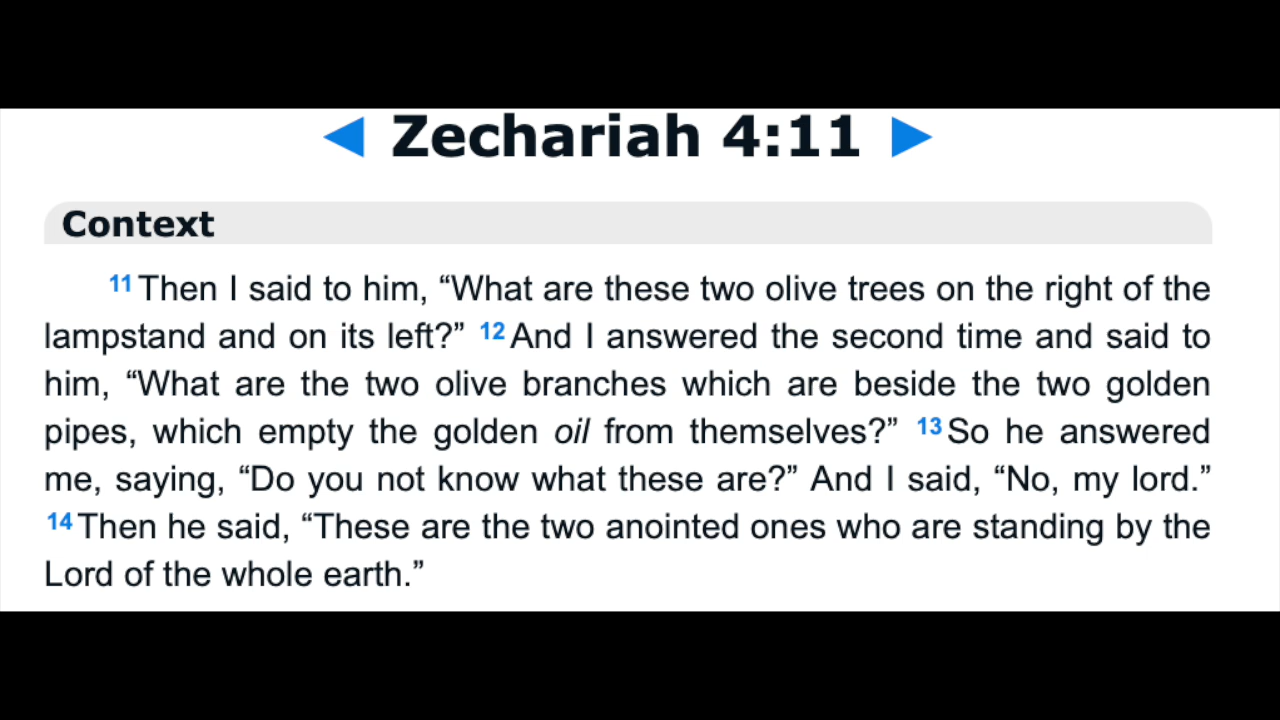 ◀ Zechariah 4:11 ▶
Context
11 Then I said to him, “What are these two olive trees on the right of the
lampstand and on its left?” 12 And I answered the second time and said to
him, “What are the two olive branches which are beside the two golden
pipes, which empty the golden oil from themselves?” 13 So he answered
me, saying, “Do you not know what these are?” And I said, “No, my lord.”
14 Then he said, “These are the two anointed ones who are standing by the
Lord of the whole earth.”